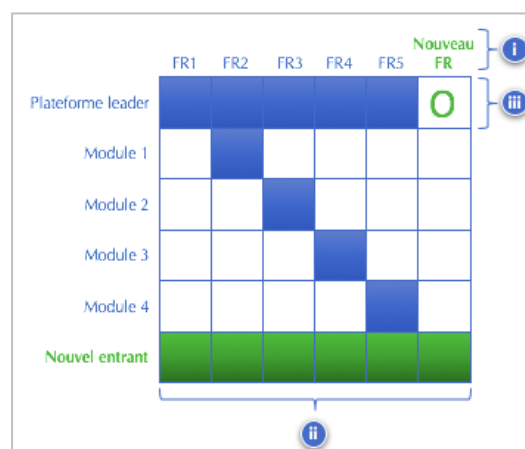 Nouveau
FR1 FR2 FR3 FR4 FR5 FR
i
Plateforme leader O iii
Module 1
Module 2
Module 3
Module 4
Nouvel entrant
ii